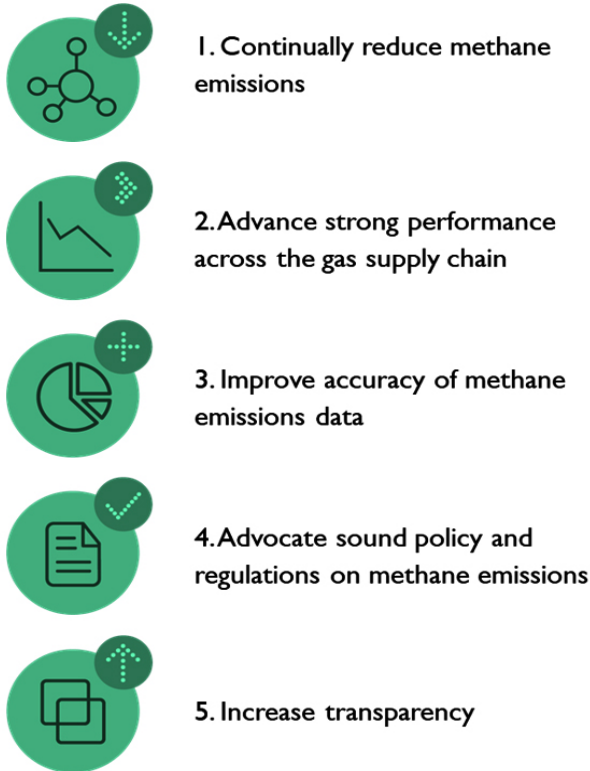 1. Continually reduce methane
emissions
2. Advance strong performance
across the gas supply chain
3. Improve accuracy of methane
emissions data
4. Advocate sound policy and
regulations on methane emissions
5. Increase transparency